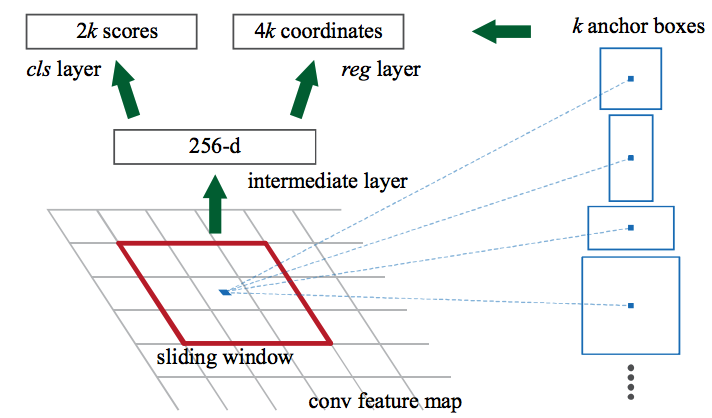 2k scores
4k coordinates
k anchor boxes
cls layer
reg layer
256-d
intermediate layer
sliding window
conv feature map